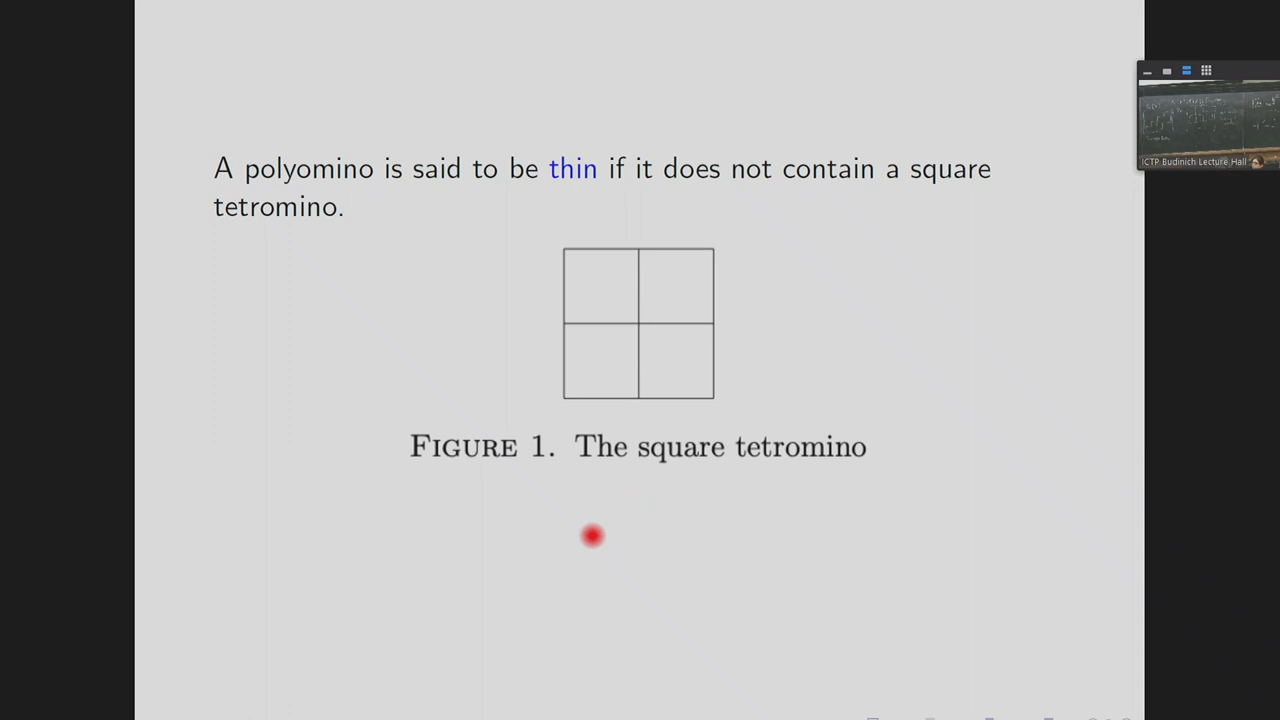 A polyomino is said to be thin if it does not contain a square
tetromino.
FIGURE 1. The square tetromino
ICTP Budinich Lecture Hall